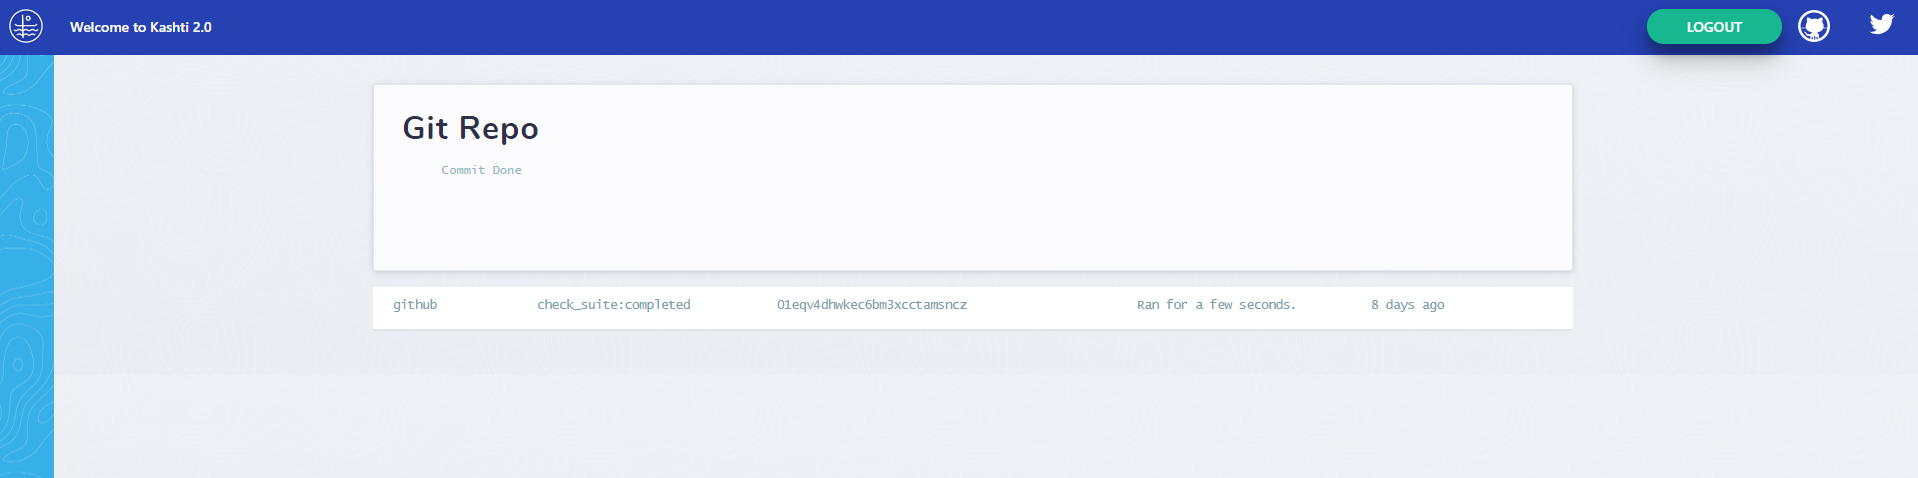 Welcome to Kashti 2.0
LOGOUT
Git Repo
Commit Done
github check_suite:completed 01eqv4dhwkec6bm3xcctamsncz Ran for a few seconds. 8 days ago